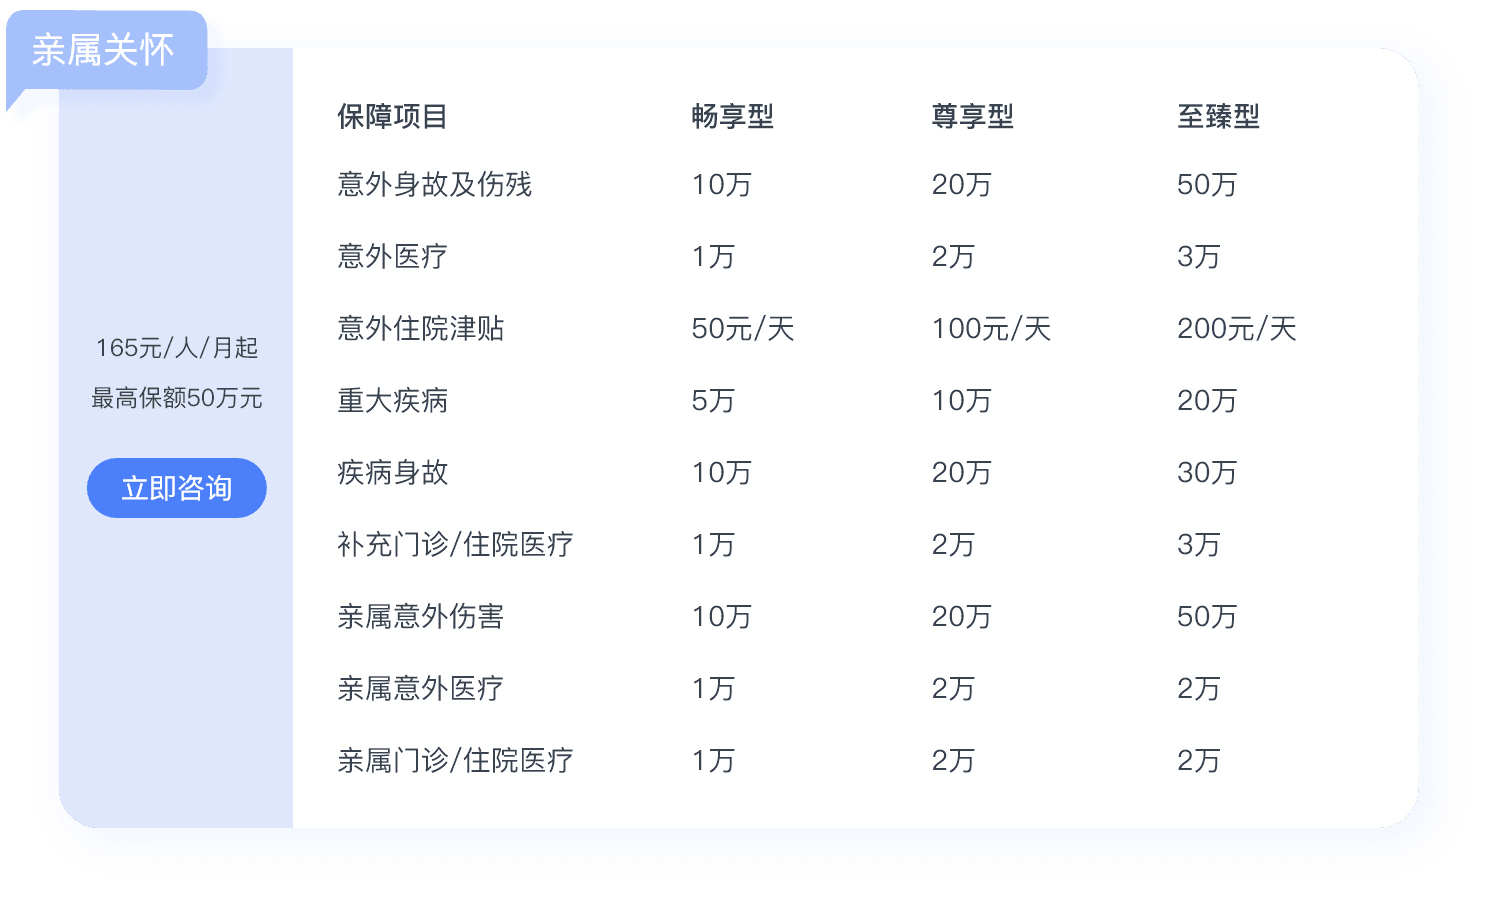 亲属关怀
165元/人/月起
最高保额50万元
立即咨询
保障项目 畅享型 尊享型 至臻型
意外身故及伤残 10万 20万 50万
意外医疗 1万 2万 3万
意外住院津贴 50元/天 100元/天 200元/天
重大疾病 5万 10万 20万
疾病身故 10万 20万 30万
补充门诊/住院医疗 1万 2万 3万
亲属意外伤害 10万 20万 50万
亲属意外医疗 1万 2万 2万
亲属门诊/住院医疗 1万 2万 2万